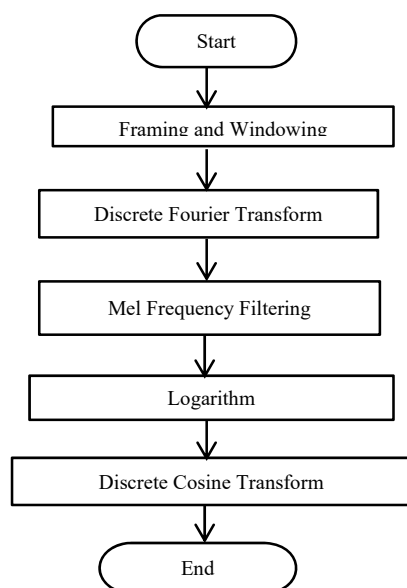 Start
Framing and Windowing
Discrete Fourier Transform
Mel Frequency Filtering
Logarithm
Discrete Cosine Transform
End